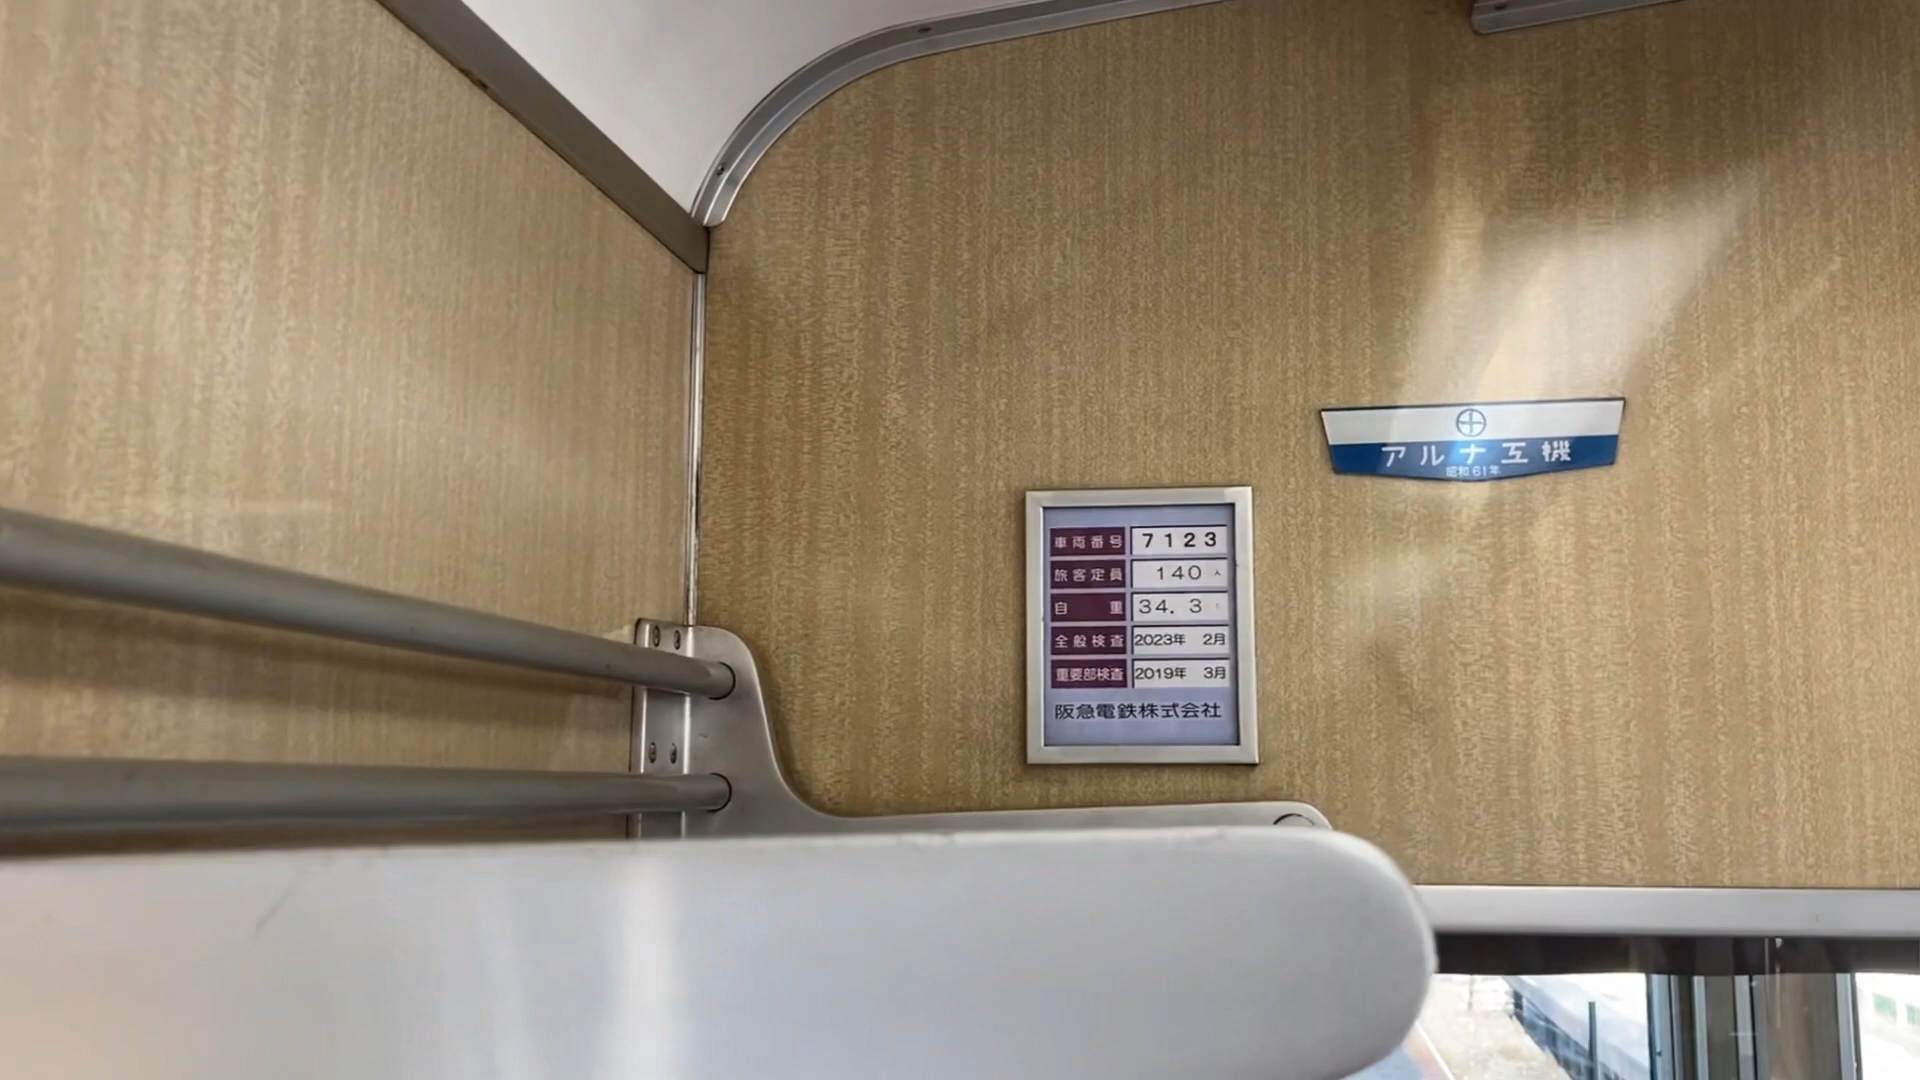 アルナ工機
昭和61年
車両番号 7123
旅客定員 140 人
自重 34.3
全般検査 2023年 2月
重要部検査 2019年 3月
阪急電鉄株式会社